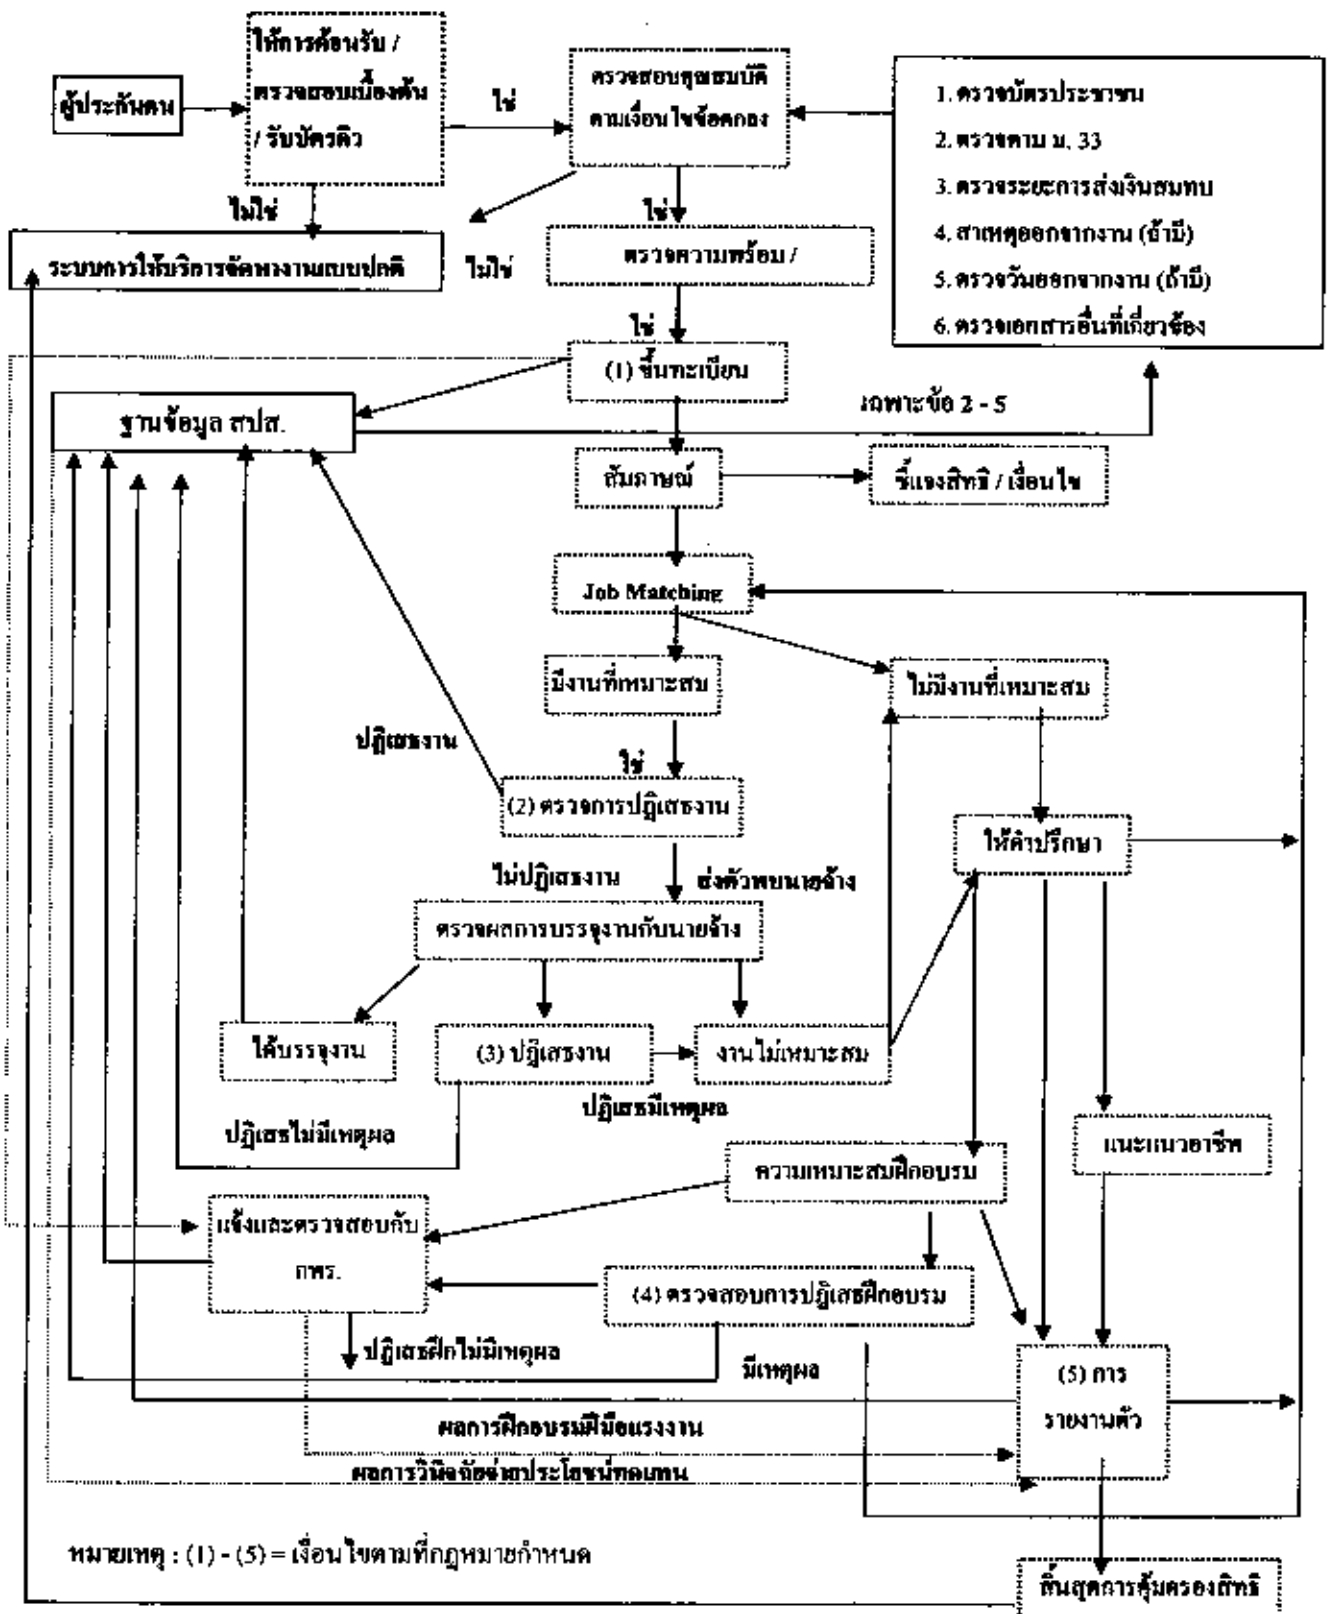 ให้การต้อนรับ /
ตรวจสอบเบื้องต้น
/ รับบัตรคิว
ผู้ประกันตน
ใช่
ตรวจสอบคุณสมบัติ
ตามเงื่อนไขข้อตกลง
1. ตรวจบัตรประชาชน
2. ตรวจตาม ม. 33
3. ตรวจระยะการส่งเงินสมทบ
4. สาเหตุออกจากงาน (ถ้ามี)
5. ตรวจวันออกจากงาน (ถ้ามี)
6. ตรวจเอกสารอื่นที่เกี่ยวข้อง
ไม่ใช่
ใช่
ระบบการให้บริการจัดหางานแบบปกติ
ไม่ใช่
ตรวจความพร้อม /
ใช่
(1) ขึ้นทะเบียน
ฐานข้อมูล สปส.
เฉพาะข้อ 2 - 5
สัมภาษณ์
ชี้แจงสิทธิ / เงื่อนไข
Job Matching
มีงานที่เหมาะสม
ไม่มีงานที่เหมาะสม
ปฏิเสธงาน
ใช่
(2) ตรวจการปฏิเสธงาน
ให้คำปรึกษา
ไม่ปฏิเสธงาน
ส่งตัวพบนายจ้าง
ตรวจผลการบรรจุงานกับนายจ้าง
ได้บรรจุงาน
(3) ปฏิเสธงาน
งานไม่เหมาะสม
ปฏิเสธมีเหตุผล
ปฏิเสธไม่มีเหตุผล
แนะแนวอาชีพ
ความเหมาะสมฝึกอบรม
แจ้งและตรวจสอบกับ
กพร.
(4) ตรวจสอบการปฏิเสธฝึกอบรม
ปฏิเสธฝึกไม่มีเหตุผล
มีเหตุผล
(5) การ
รายงานตัว
ผลการฝึกอบรมฝีมือแรงงาน
ผลการวินิจฉัยจ่ายประโยชน์ทดแทน
หมายเหตุ : (1) - (5) = เงื่อนไขตามที่กฎหมายกำหนด
สิ้นสุดการคุ้มครองสิทธิ